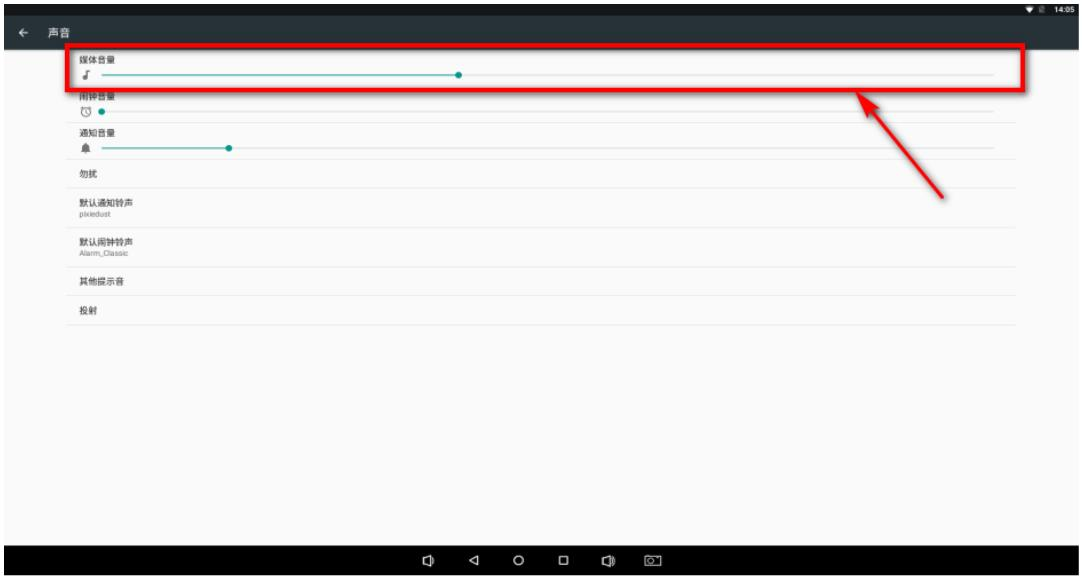 14:05
声音
媒体音量
闹钟音量
通知音量
勿扰
默认通知铃声
pixiedust
默认闹钟铃声
Alarm_Classic
其他提示音
投射